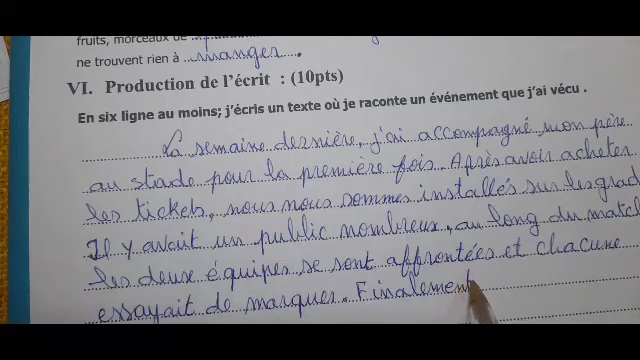 fruits, morceaux de
ne trouvent rien à manger.
VI. Production de l'écrit : (10pts)
En six ligne au moins; j'écris un texte où je raconte un événement que j'ai vécu .
La semaine dernière, j'ai accompagné mon père
au stade pour la première fois. Après avoir acheter
les tickets, nous nous sommes installés sur les grad
Il y avait un public nombreux, au long du match
les deux équipes se sont affrontées et chacune
essayait de marquer. Finalement